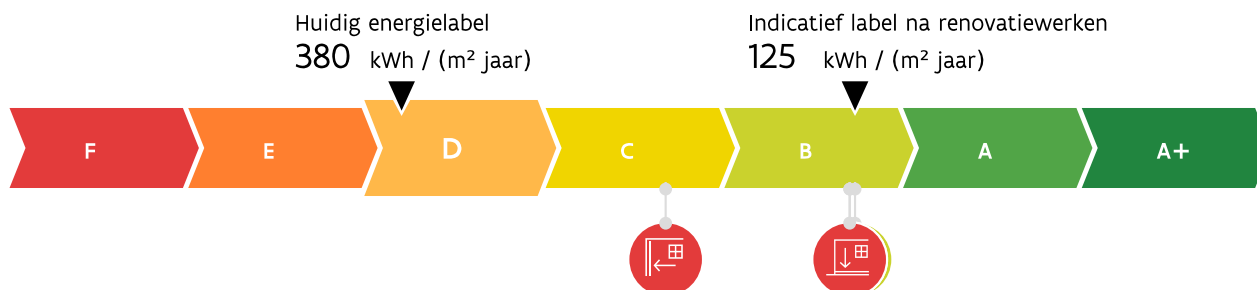 Huidig energielabel
380 kWh / (m² jaar)
Indicatief label na renovatiewerken
125 kWh / (m² jaar)
F E D C B A A+